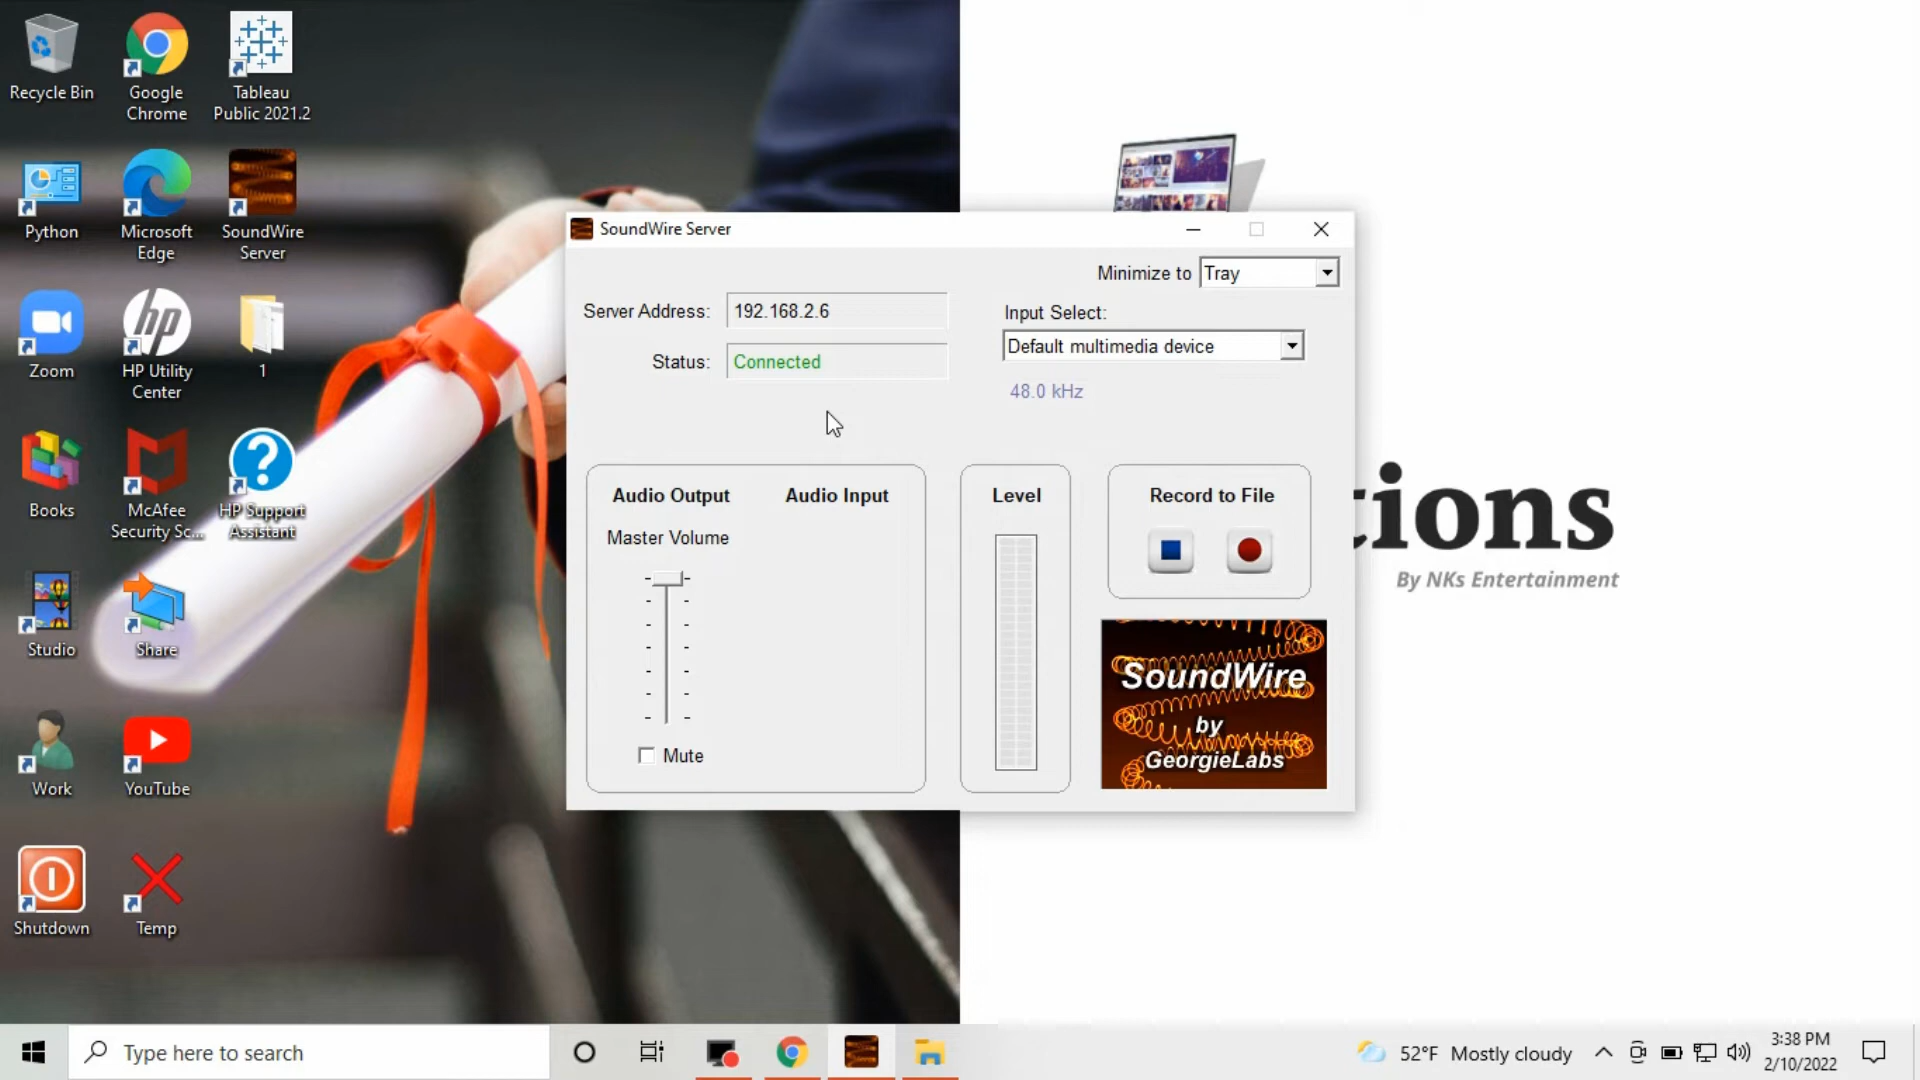 Recycle Bin
Google
Chrome
Tableau
Public 2021.2
Python
Microsoft
Edge
SoundWire
Server
Zoom
HP Utility
Center
1
Books
McAfee
Security Sc...
HP Support
Assistant
Studio
Share
Work
YouTube
Shutdown
Temp
hp
SoundWire Server
Minimize to Tray
Server Address: 192.168.2.6
Input Select:
Default multimedia device
Status: Connected
48.0 kHz
Audio Output Audio Input
Master Volume
Mute
Level
Record to File
SoundWire
by
GeorgieLabs
tions
By NKs Entertainment
Type here to search
52°F Mostly cloudy
3:38 PM
2/10/2022